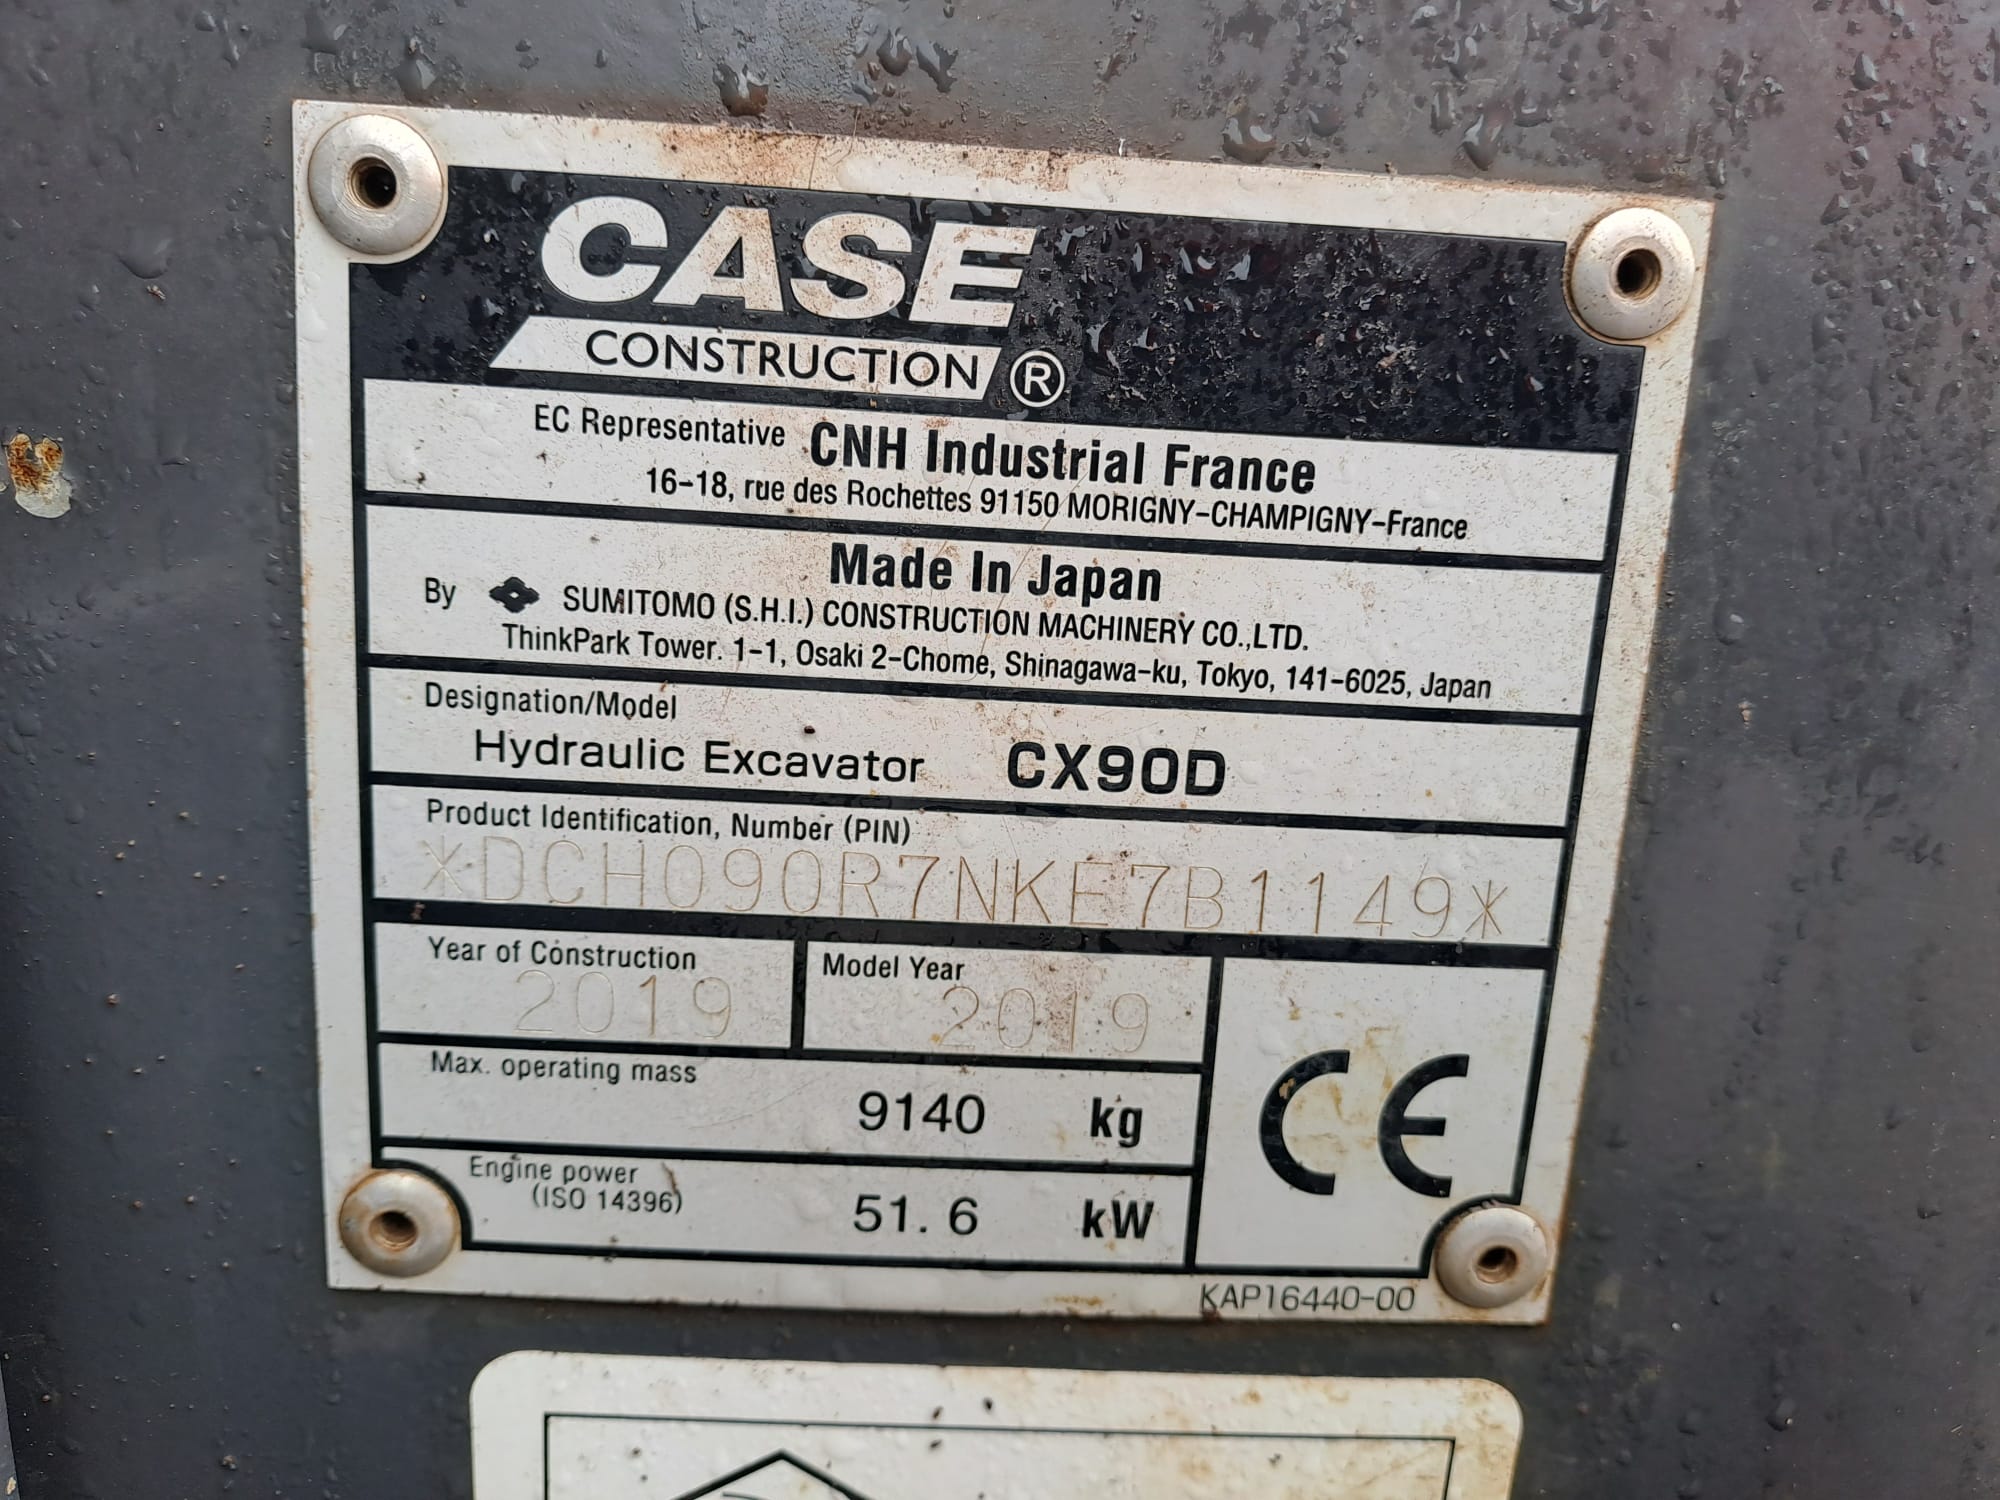 CASE
CONSTRUCTION ®
EC Representative CNH Industrial France
16-18, rue des Rochettes 91150 MORIGNY-CHAMPIGNY-France
Made In Japan
By SUMITOMO (S.H.I.) CONSTRUCTION MACHINERY CO.,LTD.
ThinkPark Tower. 1-1, Osaki 2-Chome, Shinagawa-ku, Tokyo, 141-6025, Japan
Designation/Model
Hydraulic Excavator CX90D
Product Identification, Number (PIN)
*DCH090R7NKE7B1149*
Year of Construction
2019
Model Year
2019
Max. operating mass
9140 kg
Engine power
(ISO 14396)
51.6 kW
CE
KAP16440-00